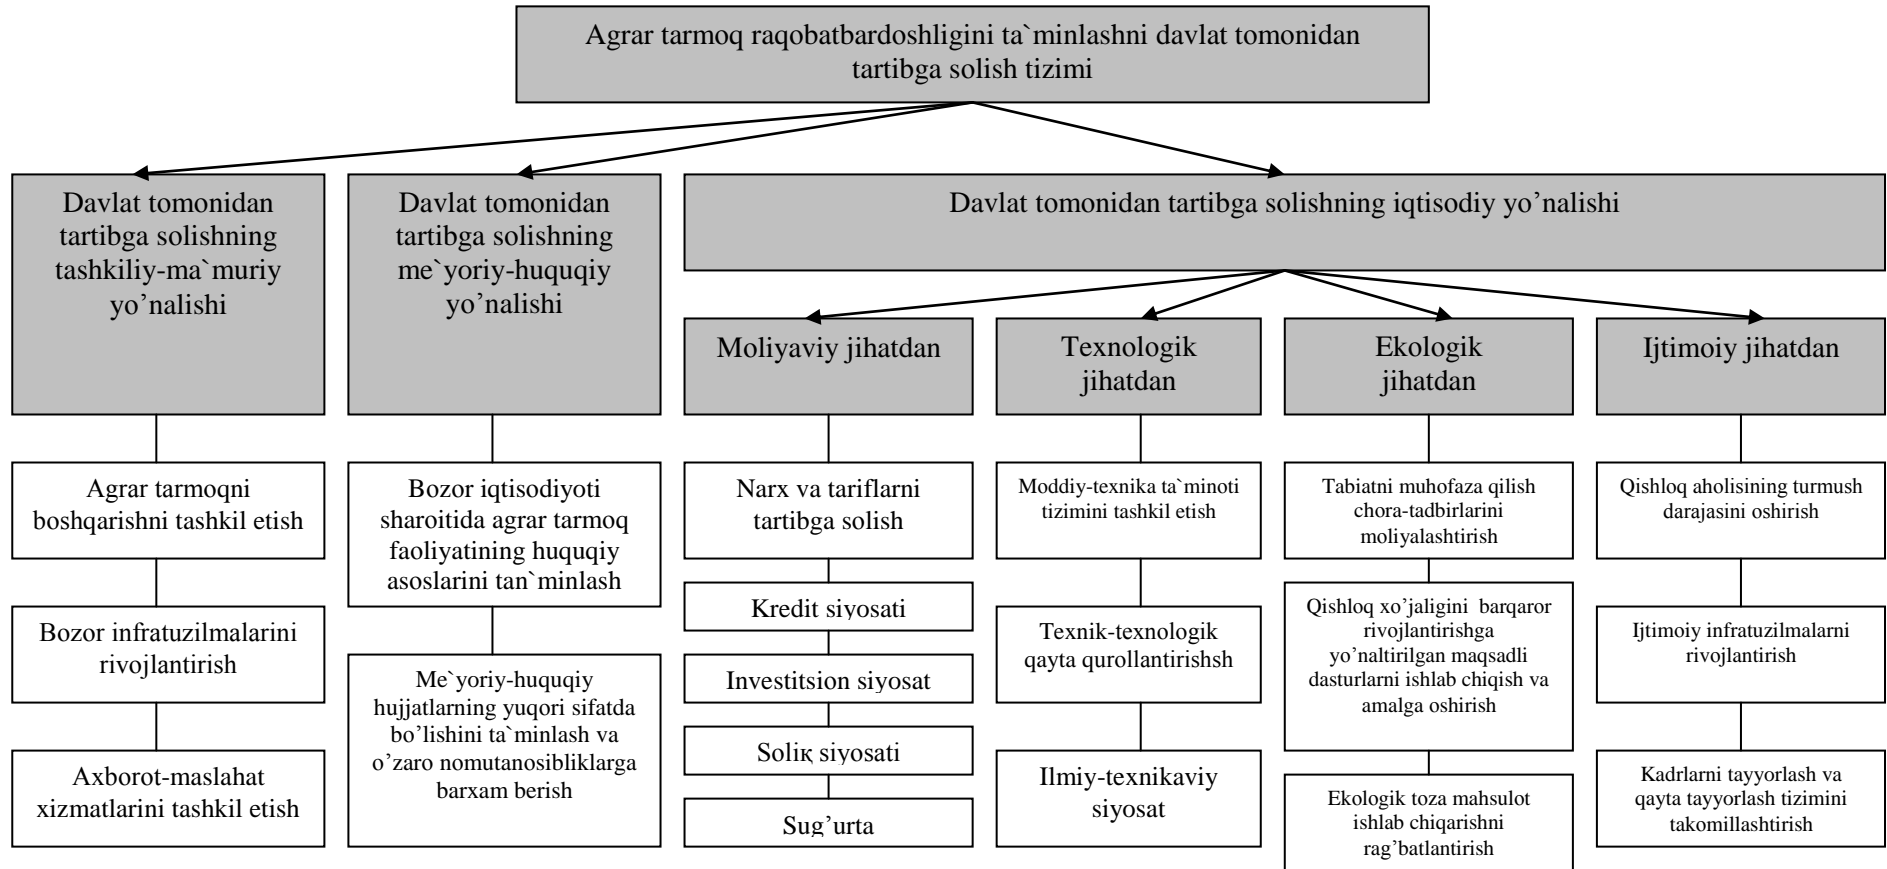 Agrar tarmoq raqobatbardoshligini ta`minlashni davlat tomonidan
tartibga solish tizimi
Davlat tomonidan
tartibga solishning
tashkiliy-ma`muriy
yo’nalishi
Davlat tomonidan
tartibga solishning
me`yoriy-huquqiy
yo’nalishi
Davlat tomonidan tartibga solishning iqtisodiy yo’nalishi
Moliyaviy jihatdan
Texnologik
jihatdan
Ekologik
jihatdan
Ijtimoiy jihatdan
Agrar tarmoqni
boshqarishni tashkil etish
Bozor infratuzilmalarini
rivojlantirish
Axborot-maslahat
xizmatlarini tashkil etish
Bozor iqtisodiyoti
sharoitida agrar tarmoq
faoliyatining huquqiy
asoslarini tan`minlash
Me`yoriy-huquqiy
hujjatlarning yuqori sifatda
bo’lishini ta`minlash va
o’zaro nomutanosibliklarga
barxam berish
Narx va tariflarni
tartibga solish
Kredit siyosati
Investitsion siyosat
Soliқ siyosati
Sug’urta
Moddiy-texnika ta`minoti
tizimini tashkil etish
Texnik-texnologik
qayta qurollantirishsh
Ilmiy-texnikaviy
siyosat
Tabiatni muhofaza qilish
chora-tadbirlarini
moliyalashtirish
Qishloq xo’jaligini barqaror
rivojlantirishga
yo’naltirilgan maqsadli
dasturlarni ishlab chiqish va
amalga oshirish
Ekologik toza mahsulot
ishlab chiqarishni
rag’batlantirish
Qishloq aholisining turmush
darajasini oshirish
Ijtimoiy infratuzilmalarni
rivojlantirish
Kadrlarni tayyorlash va
qayta tayyorlash tizimini
takomillashtirish